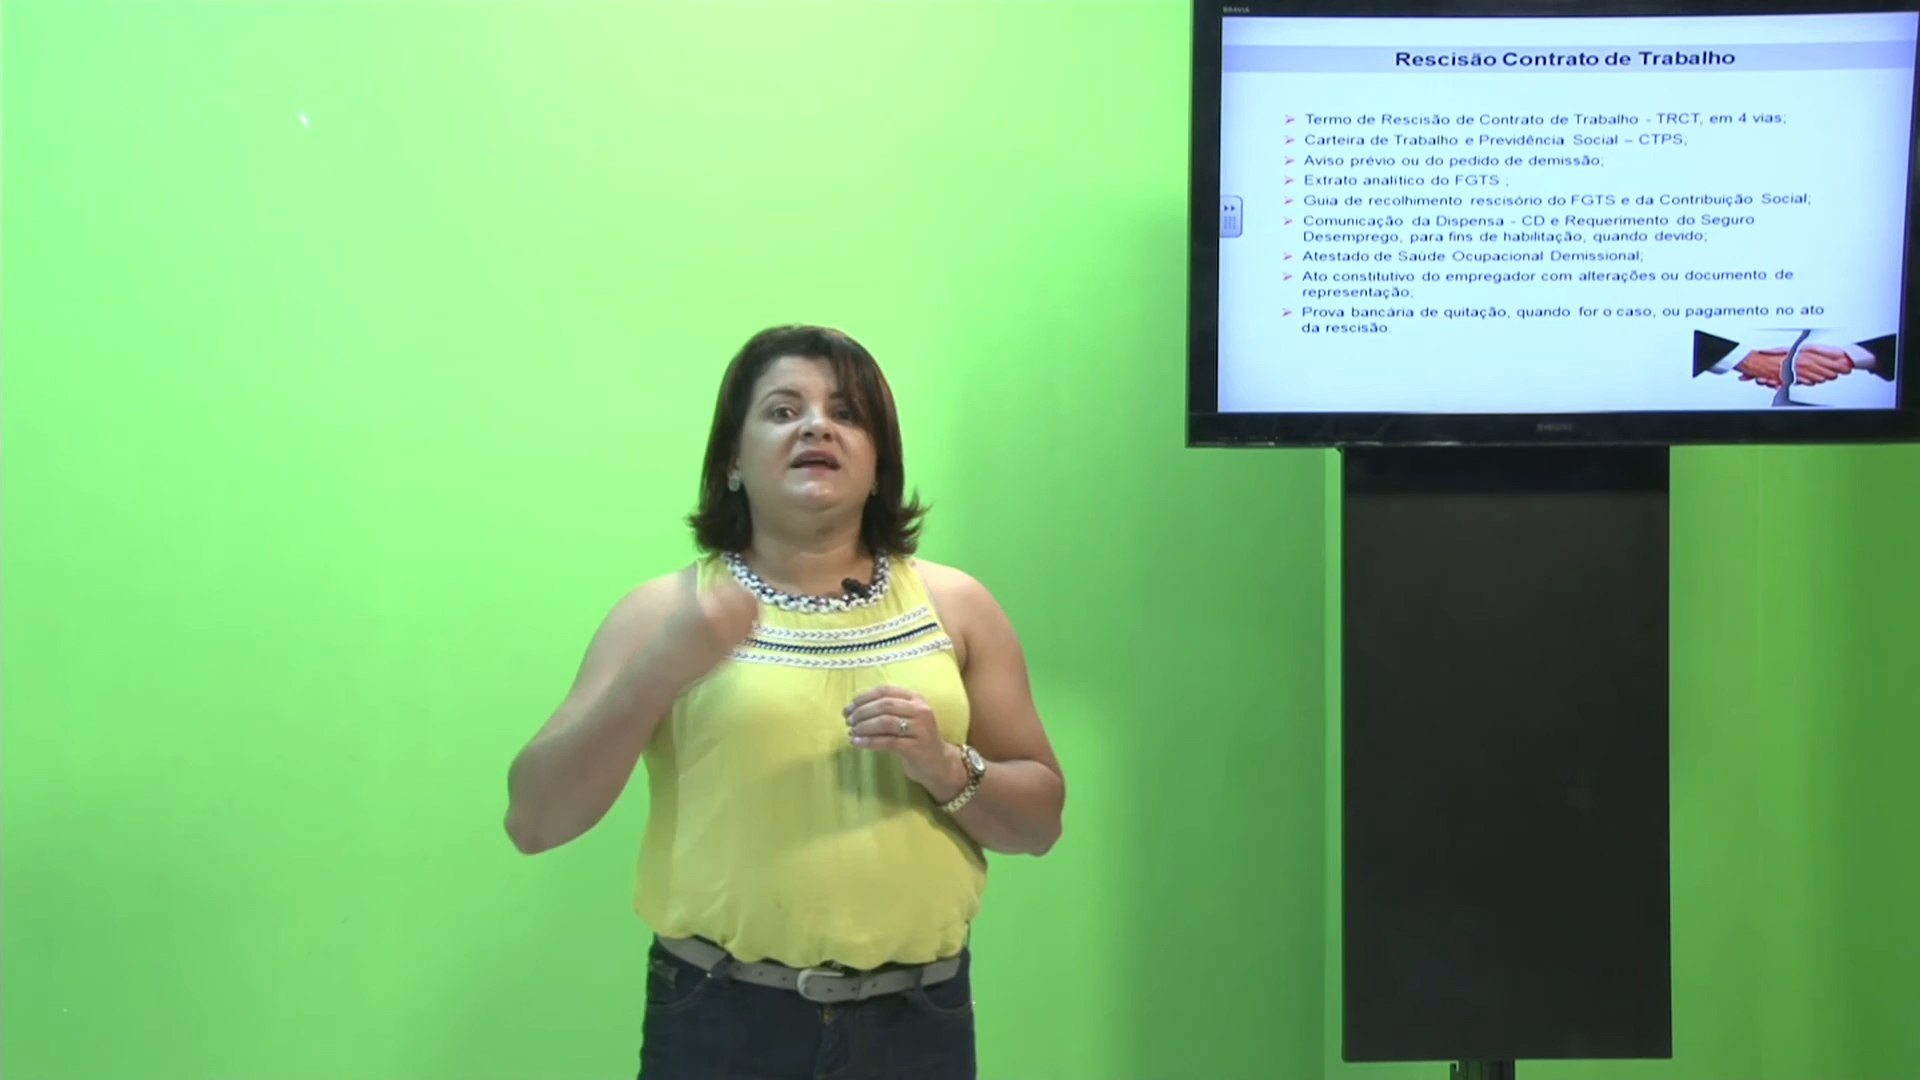 BRAVIA
Rescisão Contrato de Trabalho
➢ Termo de Rescisão de Contrato de Trabalho - TRCT, em 4 vias;
➢ Carteira de Trabalho e Previdência Social – CTPS;
➢ Aviso prévio ou do pedido de demissão;
➢ Extrato analítico do FGTS ;
➢ Guia de recolhimento rescisório do FGTS e da Contribuição Social;
➢ Comunicação da Dispensa - CD e Requerimento do Seguro
Desemprego, para fins de habilitação, quando devido;
➢ Atestado de Saúde Ocupacional Demissional;
➢ Ato constitutivo do empregador com alterações ou documento de
representação;
➢ Prova bancária de quitação, quando for o caso, ou pagamento no ato
da rescisão.